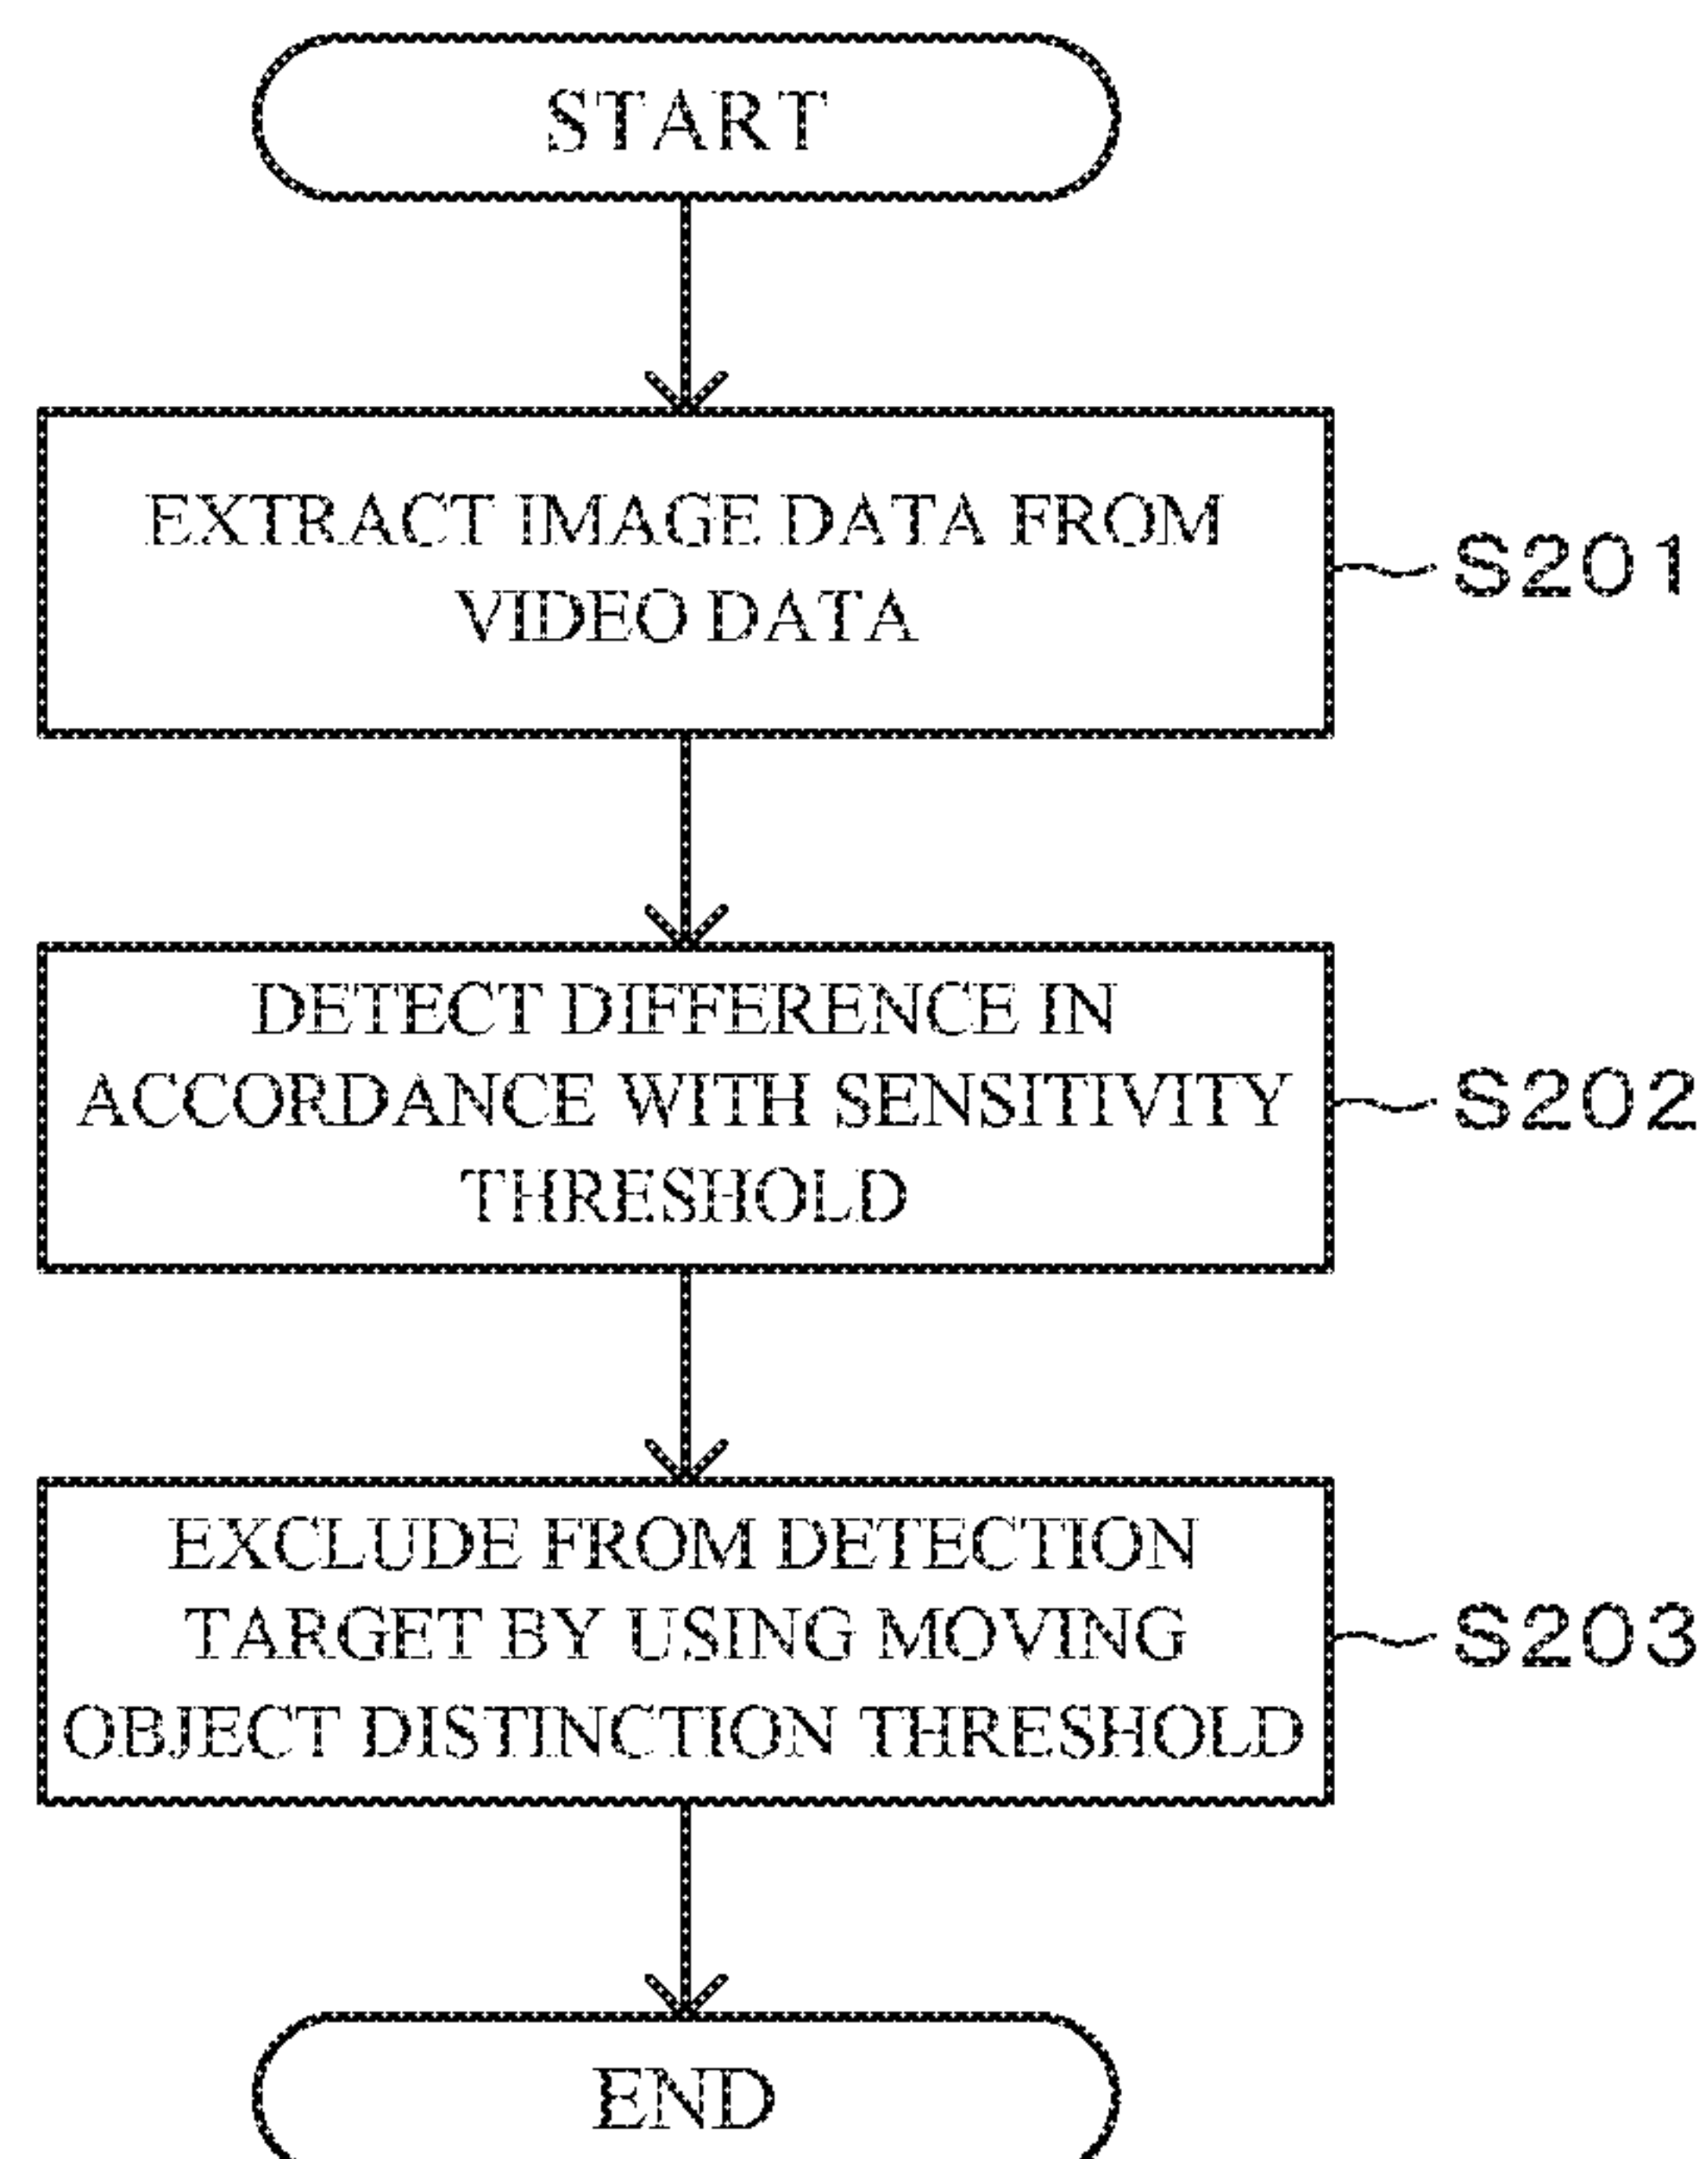 START
EXTRACT IMAGE DATA FROM
VIDEO DATA
S201
DETECT DIFFERENCE IN
ACCORDANCE WITH SENSITIVITY
THRESHOLD
S202
EXCLUDE FROM DETECTION
TARGET BY USING MOVING
OBJECT DISTINCTION THRESHOLD
S203
END